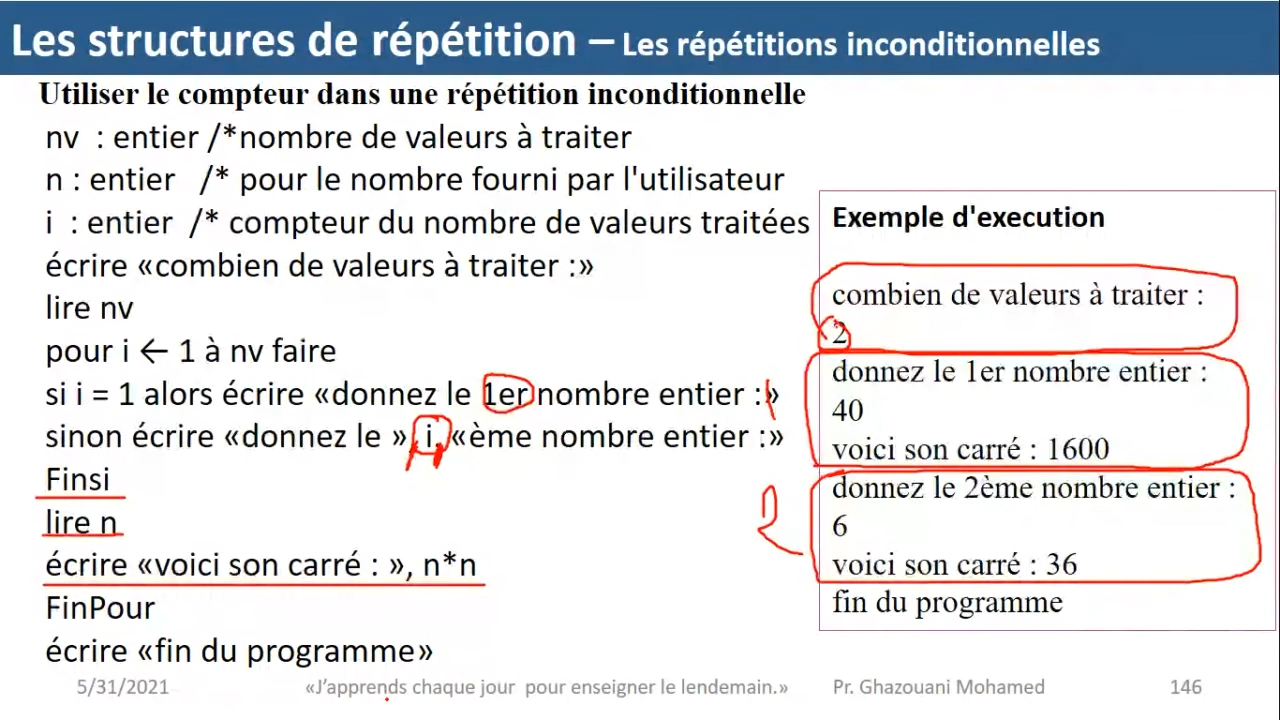 Les structures de répétition – Les répétitions inconditionnelles
Utiliser le compteur dans une répétition inconditionnelle
nv : entier /*nombre de valeurs à traiter
n : entier /* pour le nombre fourni par l'utilisateur
i : entier /* compteur du nombre de valeurs traitées
écrire «combien de valeurs à traiter :»
lire nv
pour i ← 1 à nv faire
si i = 1 alors écrire «donnez le 1er nombre entier :»
sinon écrire «donnez le », i, «ème nombre entier :»
Finsi
lire n
écrire «voici son carré : », n*n
FinPour
écrire «fin du programme»
Exemple d'execution
combien de valeurs à traiter :
2
donnez le 1er nombre entier :
40
voici son carré : 1600
donnez le 2ème nombre entier :
6
voici son carré : 36
fin du programme
1
2
5/31/2021
«J'apprends chaque jour pour enseigner le lendemain.»
Pr. Ghazouani Mohamed
146